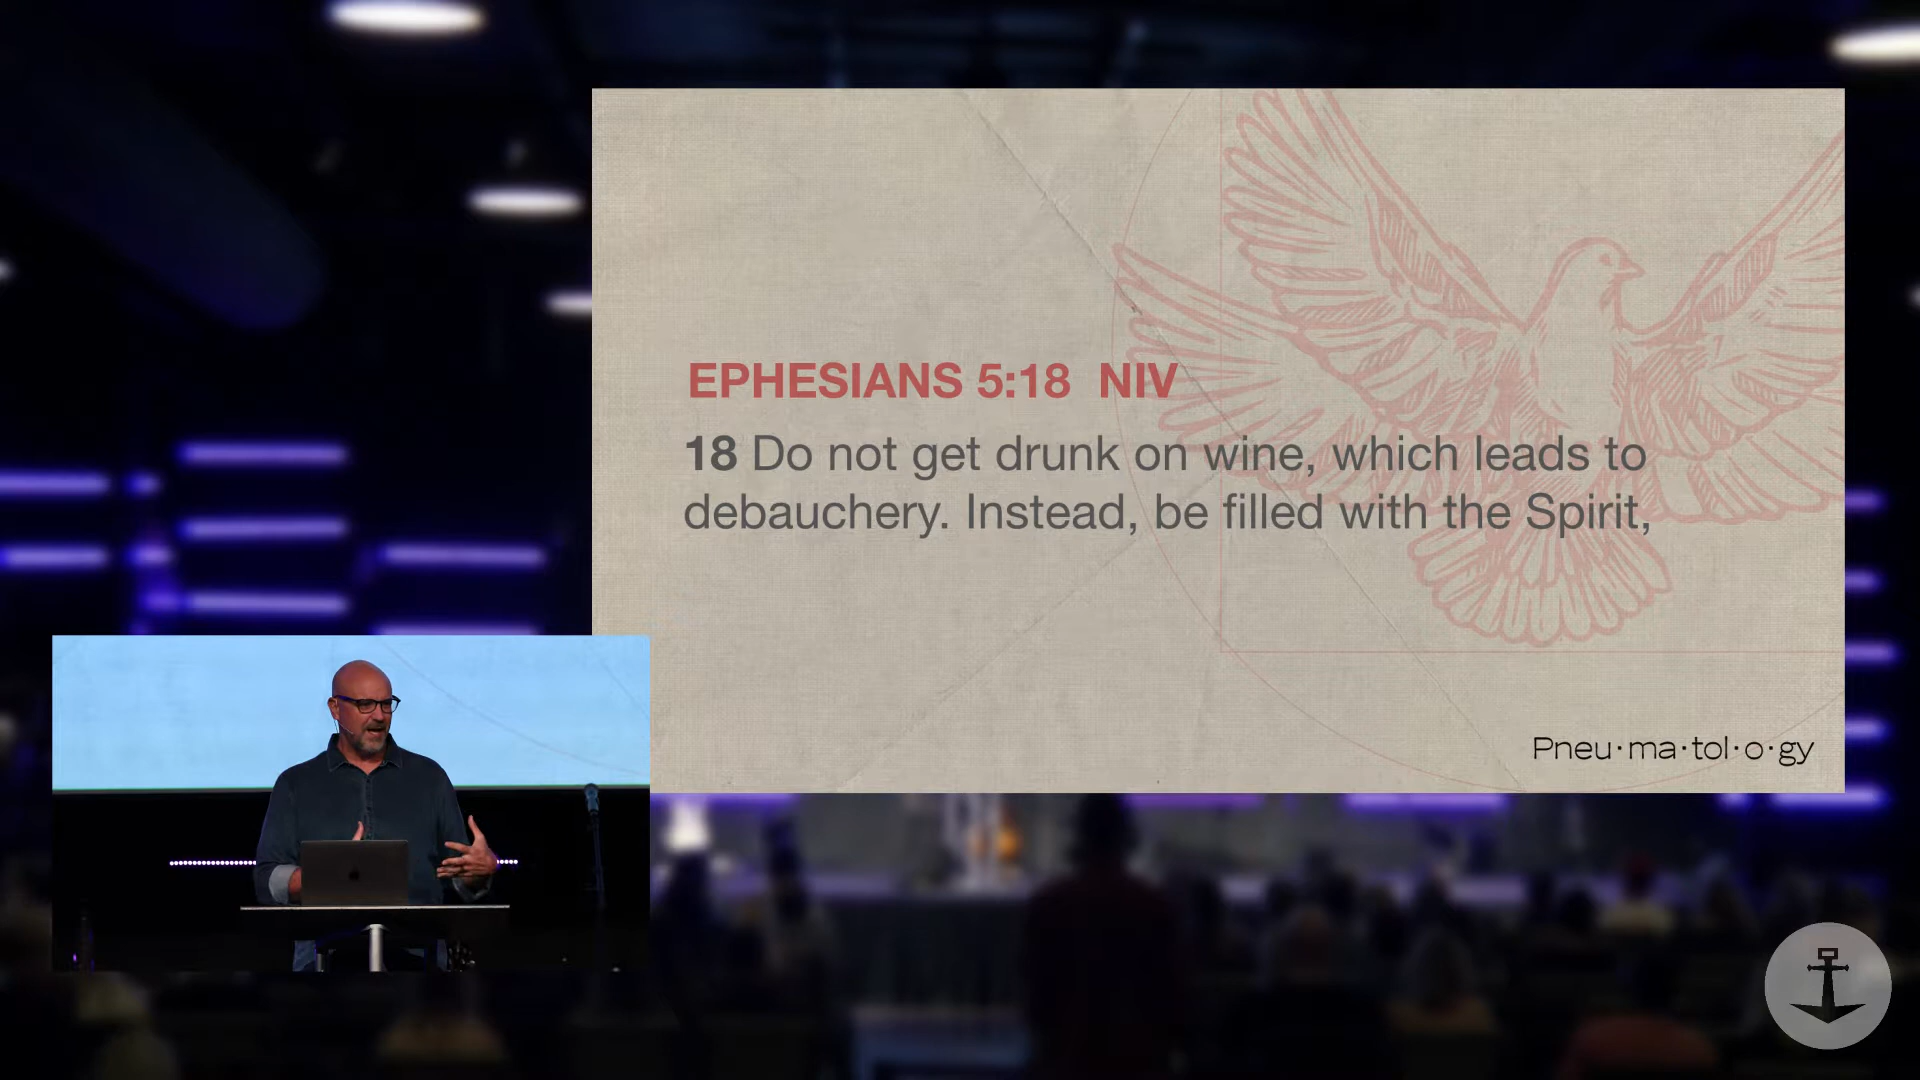 EPHESIANS 5:18 NIV
18 Do not get drunk on wine, which leads to
debauchery. Instead, be filled with the Spirit,
Pneu·ma·tol·o·gy